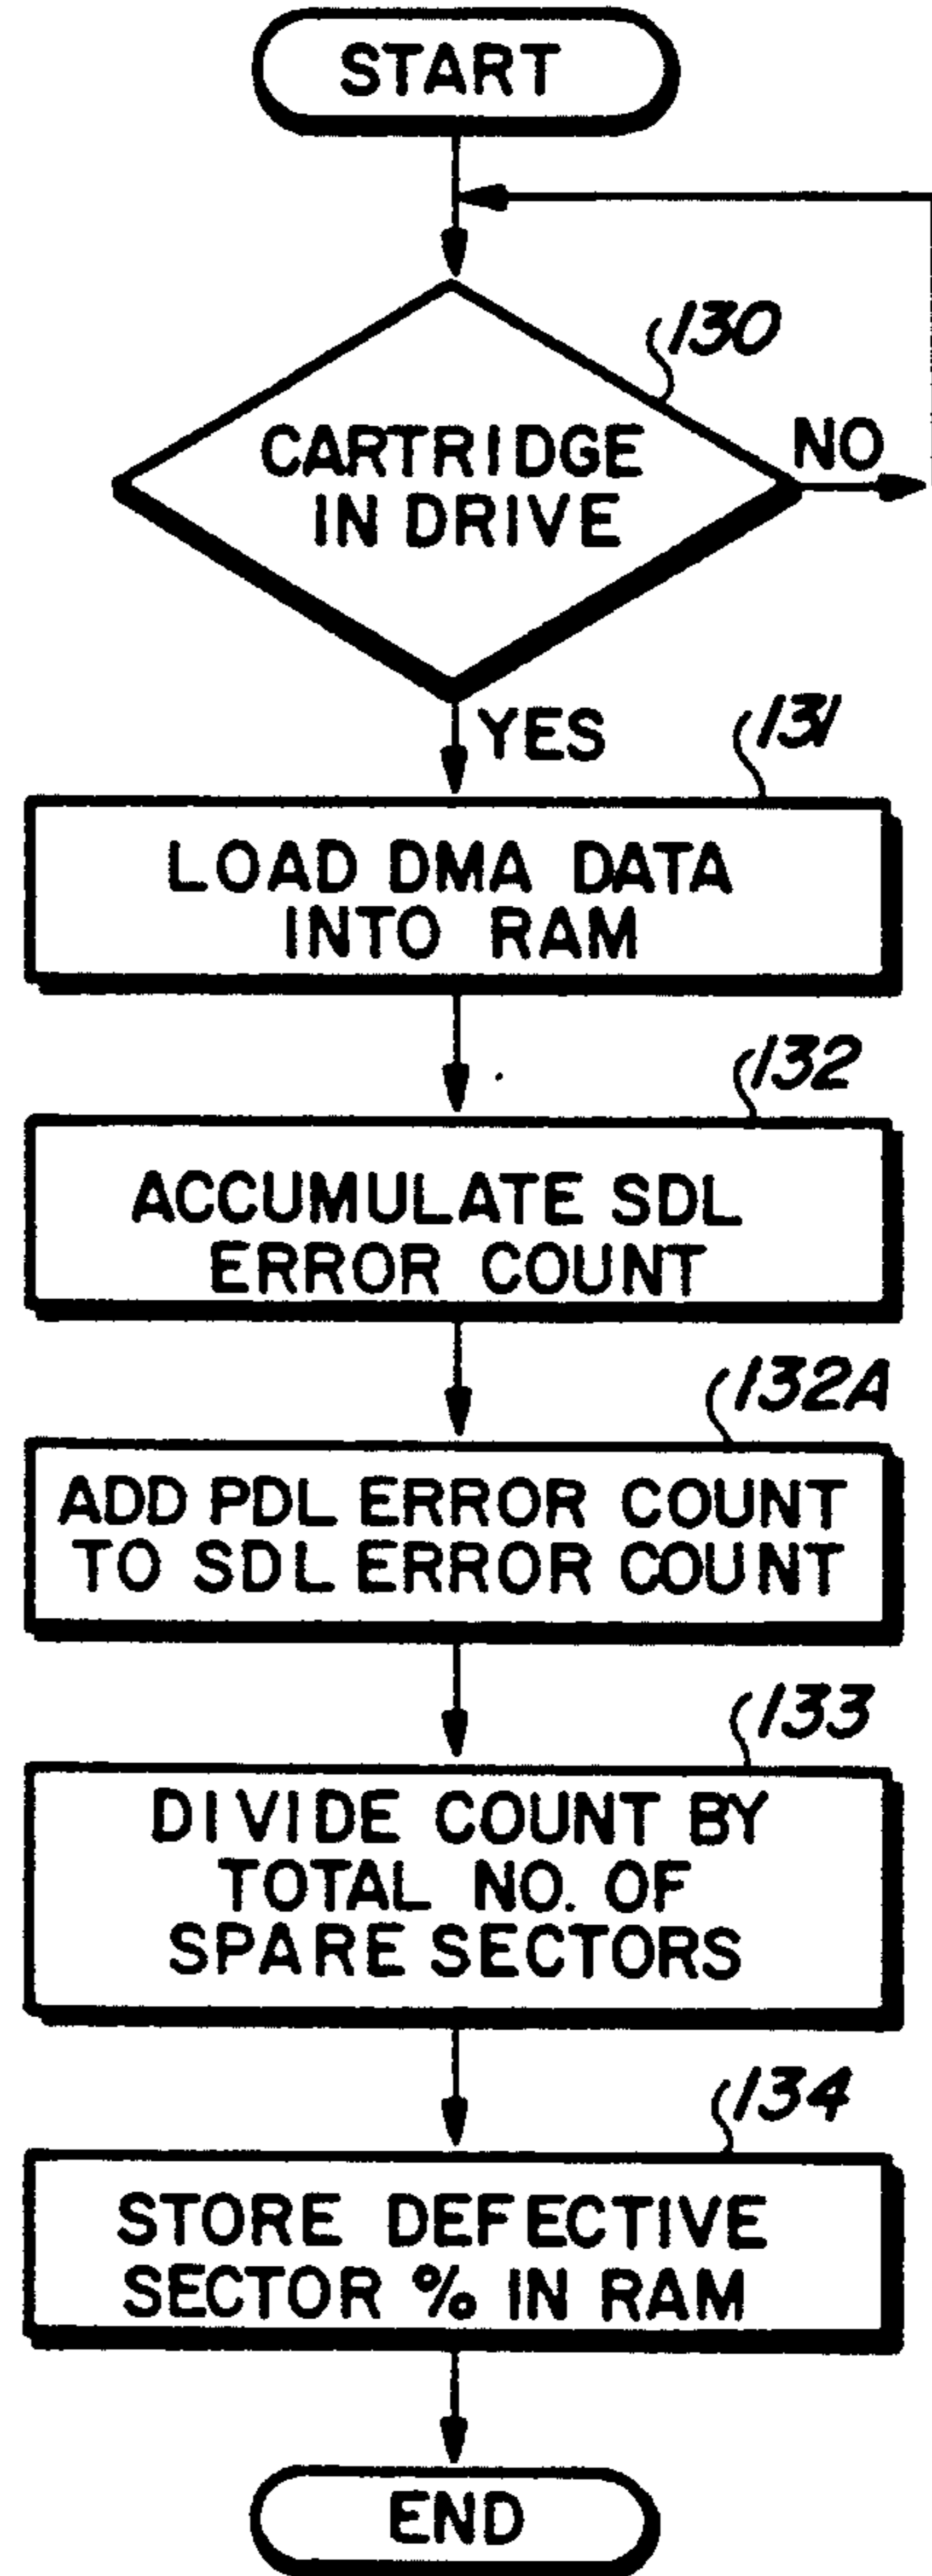 START
130
CARTRIDGE
IN DRIVE
NO
YES
131
LOAD DMA DATA
INTO RAM
132
ACCUMULATE SDL
ERROR COUNT
132A
ADD PDL ERROR COUNT
TO SDL ERROR COUNT
133
DIVIDE COUNT BY
TOTAL NO. OF
SPARE SECTORS
134
STORE DEFECTIVE
SECTOR % IN RAM
END